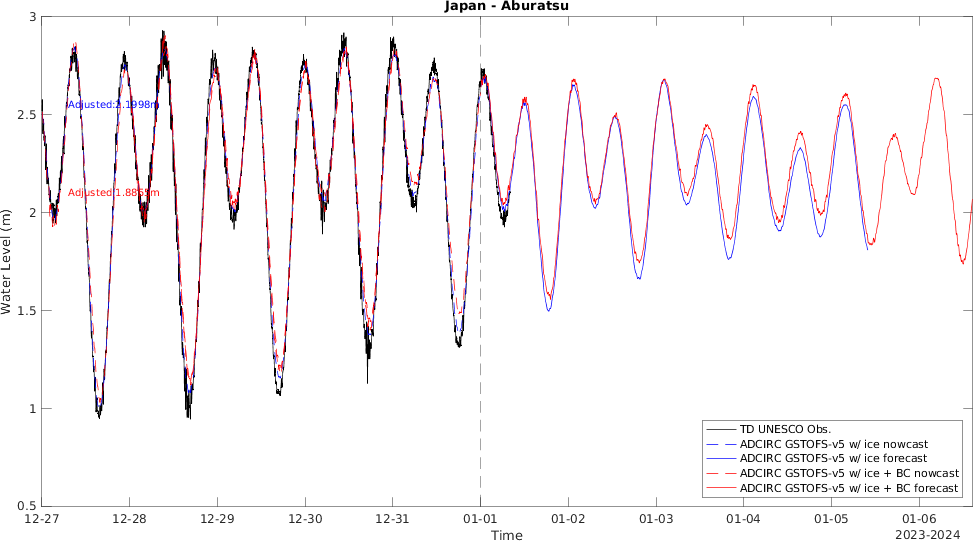 Japan - Aburatsu
3
2.5
2
1.5
1
0.5
Water Level (m)
Adjusted:2.1998m
Adjusted:1.8855m
TD UNESCO Obs.
ADCIRC GSTOFS-v5 w/ ice nowcast
ADCIRC GSTOFS-v5 w/ ice forecast
ADCIRC GSTOFS-v5 w/ ice + BC nowcast
ADCIRC GSTOFS-v5 w/ ice + BC forecast
12-27 12-28 12-29 12-30 12-31 01-01 01-02 01-03 01-04 01-05 01-06
Time
2023-2024